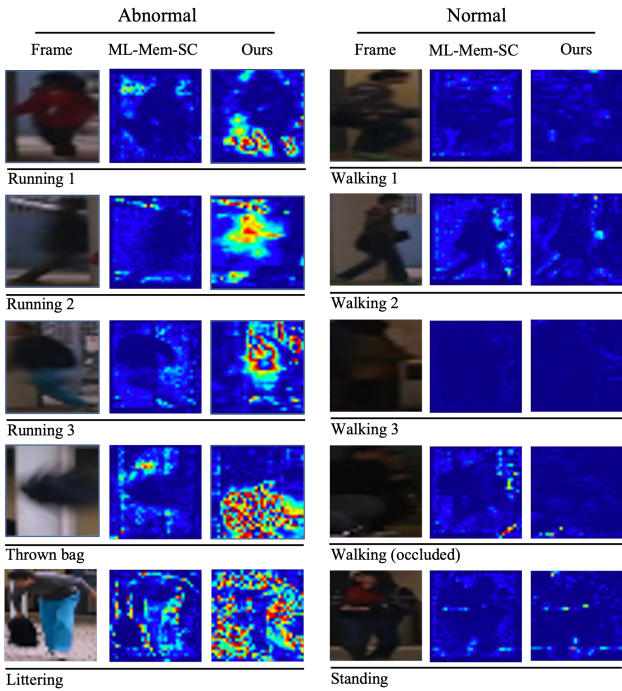 Abnormal Normal
Frame ML-Mem-SC Ours Frame ML-Mem-SC Ours
Running 1 Walking 1
Running 2 Walking 2
Running 3 Walking 3
Thrown bag Walking (occluded)
Littering Standing